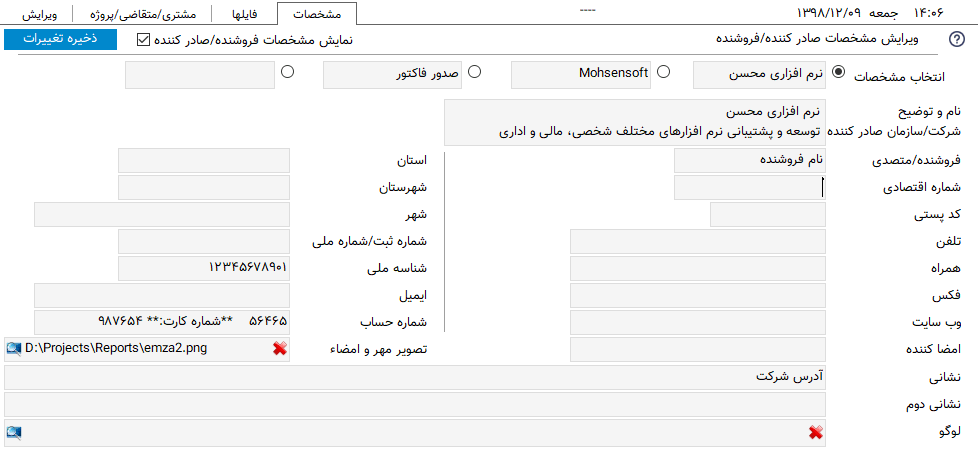 ۱۴:۰۶ جمعه ۱۳۹۸/۱۲/۰۹ ---- مشخصات فایلها مشتری/متقاضی/پروژه ویرایش
ویرایش مشخصات صادر کننده/فروشنده نمایش مشخصات فروشنده/صادر کننده ذخیره تغییرات
انتخاب مشخصات نرم افزاری محسن Mohsensoft صدور فاکتور
نام و توضیح نرم افزاری محسن
شرکت/سازمان صادر کننده توسعه و پشتیبانی نرم افزارهای مختلف شخصی، مالی و اداری
فروشنده/متصدی نام فروشنده استان
شماره اقتصادی شهرستان
کد پستی شهر
تلفن شماره ثبت/شماره ملی
همراه شناسه ملی ۱۲۳۴۵۶۷۸۹۰۱
فکس ایمیل
وب سایت شماره حساب ۵۶۴۶۵ **شماره کارت:** ۹۸۷۶۵۴
امضا کننده تصویر مهر و امضاء D:\Projects\Reports\emza2.png
نشانی آدرس شرکت
نشانی دوم
لوگو